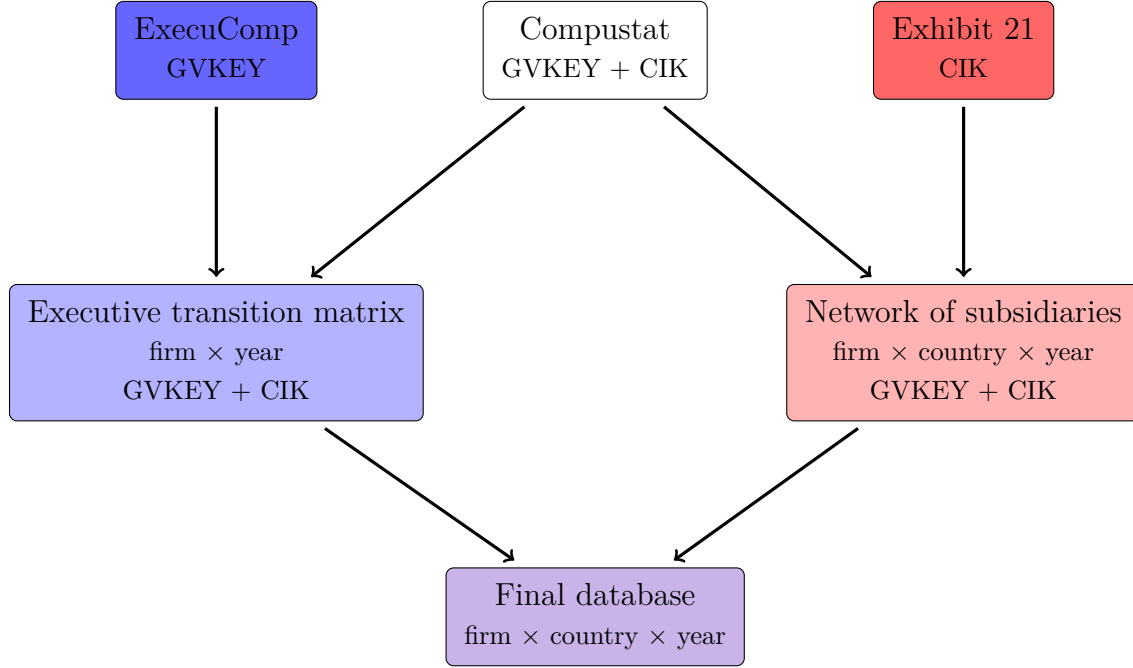 ExecuComp
GVKEY
Compustat
GVKEY + CIK
Exhibit 21
CIK
Executive transition matrix
firm × year
GVKEY + CIK
Network of subsidiaries
firm × country × year
GVKEY + CIK
Final database
firm × country × year